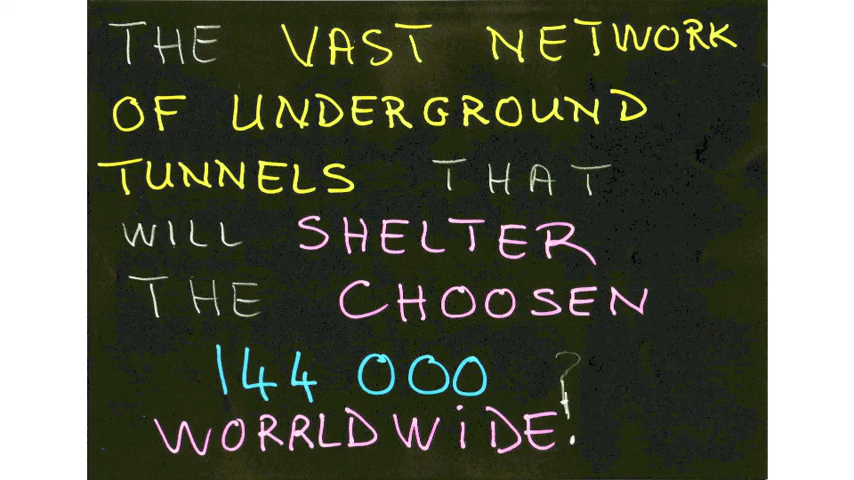 THE VAST NETWORK
OF UNDERGROUND
TUNNELS THAT
WILL SHELTER
THE CHOOSEN
144 000 ?
WORRLDWIDE!